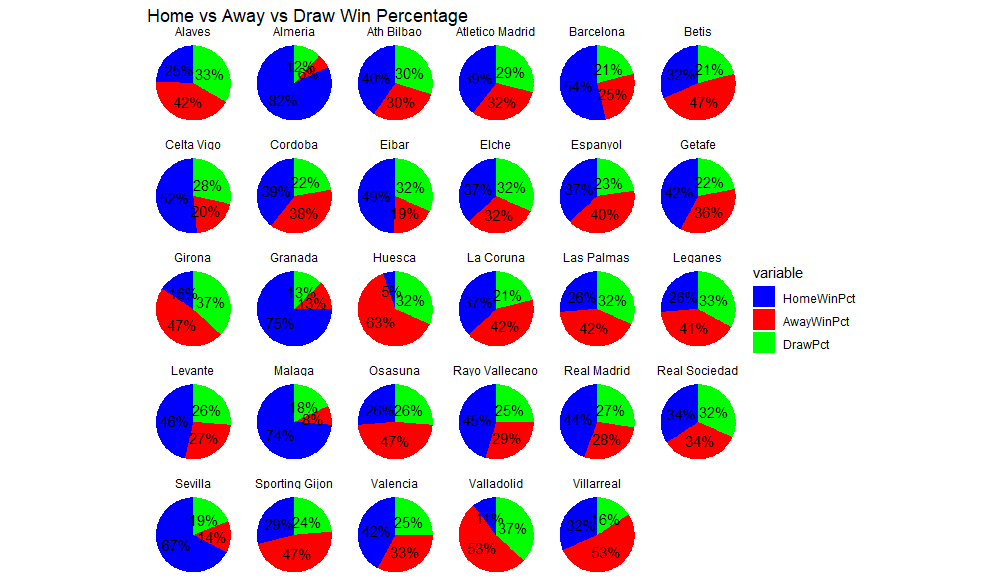 Home vs Away vs Draw Win Percentage
Alaves Almeria Ath Bilbao Atletico Madrid Barcelona Betis
25% 33% 42%
12% 6% 82%
40% 30% 30%
39% 29% 32%
54% 21% 25%
32% 21% 47%
Celta Vigo Cordoba Eibar Elche Espanyol Getafe
52% 28% 20%
39% 22% 38%
49% 32% 19%
37% 32% 32%
37% 23% 40%
42% 22% 36%
Girona Granada Huesca La Coruna Las Palmas Leganes
16% 37% 47%
13% 13% 75%
5% 32% 63%
37% 21% 42%
26% 32% 42%
26% 33% 41%
variable
HomeWinPct
AwayWinPct
DrawPct
Levante Malaga Osasuna Rayo Vallecano Real Madrid Real Sociedad
46% 26% 27%
18% 8% 74%
26% 26% 47%
45% 25% 29%
44% 27% 28%
34% 32% 34%
Sevilla Sporting Gijon Valencia Valladolid Villarreal
19% 14% 67%
29% 24% 47%
42% 25% 33%
11% 37% 53%
32% 16% 53%